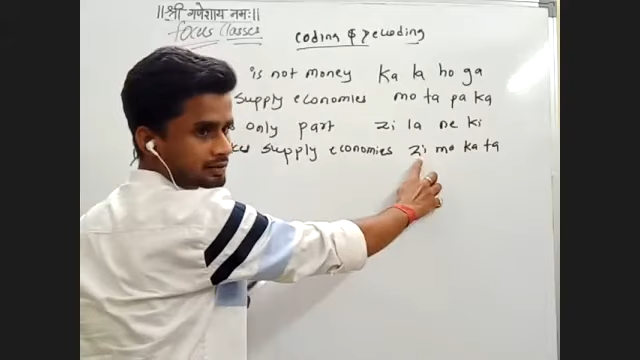 ||श्री गणेशाय नमः||
focus classes
coding & Decoding
is not money ka la ho ga
supply economies mo ta pa ka
only part zi la ne ki
supply economies zi mo ka ta